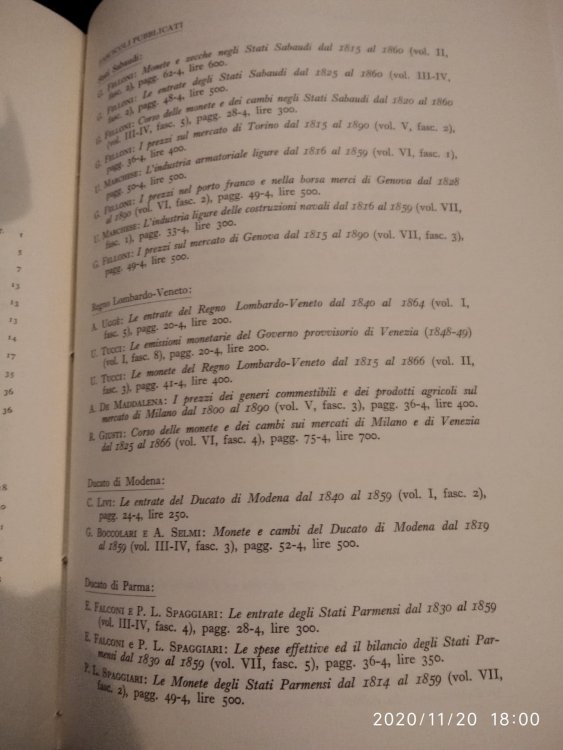 FASCICOLI PUBBLICATI
Stati Sabaudi:
G. FELLONI: Monete e zecche negli Stati Sabaudi dal 1815 al 1860 (vol. II,
fasc. 2), pagg. 62-4, lire 600.
G. FELLONI: Le entrate degli Stati Sabaudi dal 1825 al 1860 (vol. III-IV,
fasc. 2), pagg. 48-4, lire 500.
G. FELLONI: Corso delle monete e dei cambi negli Stati Sabaudi dal 1820 al 1860
(vol. III-IV, fasc. 5), pagg. 28-4, lire 300.
G. FELLONI: I prezzi sul mercato di Torino dal 1815 al 1890 (vol. V, fasc. 2),
pagg. 36-4, lire 400.
U. MARCHESE: L'industria armatoriale ligure dal 1816 al 1859 (vol. VI, fasc. 1),
pagg. 50-4, lire 500.
G. FELLONI: I prezzi nel porto franco e nella borsa merci di Genova dal 1828
al 1890 (vol. VI, fasc. 2), pagg. 49-4, lire 500.
U. MARCHESE: L'industria ligure delle costruzioni navali dal 1816 al 1859 (vol. VII,
fasc. 1), pagg. 33-4, lire 300.
G. FELLONI: I prezzi sul mercato di Genova dal 1815 al 1890 (vol. VII, fasc. 3),
pagg. 49-4, lire 500.
Regno Lombardo-Veneto:
A. UGGÈ: Le entrate del Regno Lombardo-Veneto dal 1840 al 1864 (vol. I,
fasc. 5), pagg. 20-4, lire 200.
U. TUCCI: Le emissioni monetarie del Governo provvisorio di Venezia (1848-49)
(vol. I, fasc. 8), pagg. 20-4, lire 200.
U. TUCCI: Le monete del Regno Lombardo-Veneto dal 1815 al 1866 (vol. II,
fasc. 3), pagg. 41-4, lire 400.
A. DE MADDALENA: I prezzi dei generi commestibili e dei prodotti agricoli sul
mercato di Milano dal 1800 al 1890 (vol. V, fasc. 3), pagg. 36-4, lire 400.
R. GIUSTI: Corso delle monete e dei cambi sui mercati di Milano e di Venezia
dal 1825 al 1866 (vol. VI, fasc. 4), pagg. 75-4, lire 700.
Ducato di Modena:
C. LIVI: Le entrate del Ducato di Modena dal 1840 al 1859 (vol. I, fasc. 2),
pagg. 24-4, lire 250.
G. BOCCOLARI e A. SELMI: Monete e cambi del Ducato di Modena dal 1819
al 1859 (vol. III-IV, fasc. 3), pagg. 52-4, lire 500.
Ducato di Parma:
E. FALCONI e P. L. SPAGGIARI: Le entrate degli Stati Parmensi dal 1830 al 1859
(vol. III-IV, fasc. 4), pagg. 28-4, lire 300.
E. FALCONI e P. L. SPAGGIARI: Le spese effettive ed il bilancio degli Stati Par-
mensi dal 1830 al 1859 (vol. VII, fasc. 5), pagg. 36-4, lire 350.
P. L. SPAGGIARI: Le Monete degli Stati Parmensi dal 1814 al 1859 (vol. VII,
fasc. 2), pagg. 49-4, lire 500.
1
5
7
13
13
14
17
25
36
36
28
2020/11/20 18:00